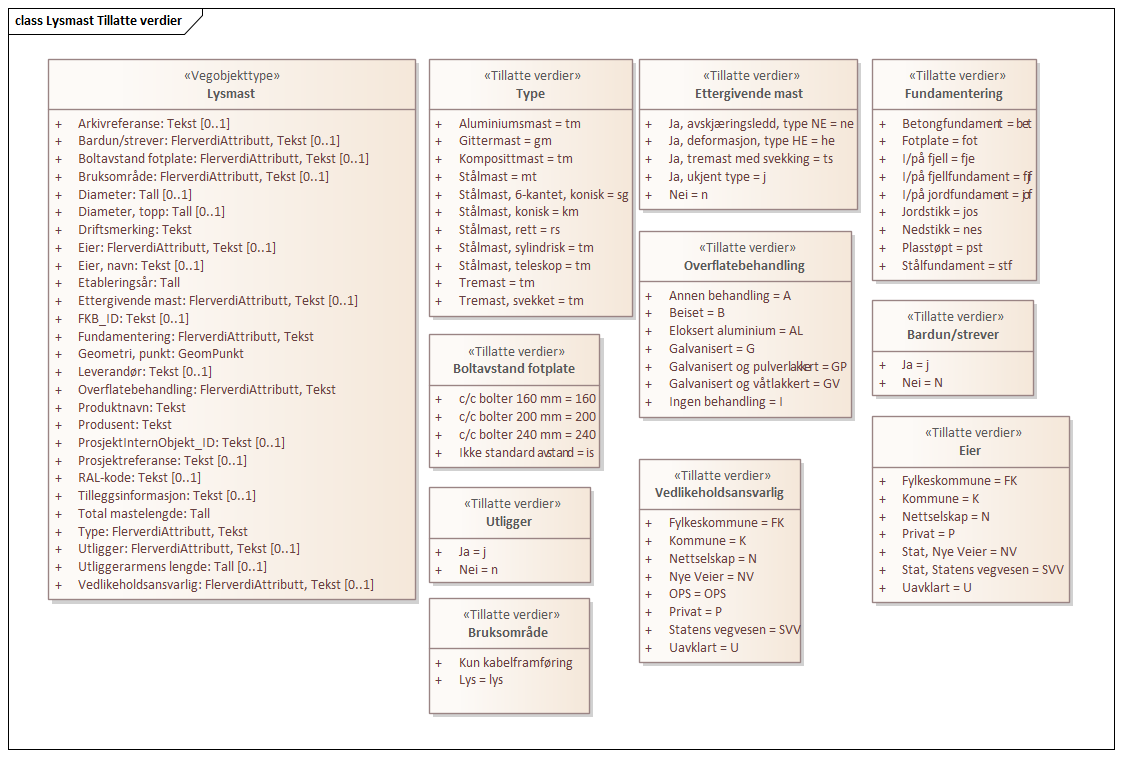 class Lysmast Tillatte verdier
«Vegobjekttype»
Lysmast
+ Arkivreferanse: Tekst [0..1]
+ Bardun/strever: FlerverdiAttributt, Tekst [0..1]
+ Boltavstand fotplate: FlerverdiAttributt, Tekst [0..1]
+ Bruksområde: FlerverdiAttributt, Tekst [0..1]
+ Diameter: Tall [0..1]
+ Diameter, topp: Tall [0..1]
+ Driftsmerking: Tekst
+ Eier: FlerverdiAttributt, Tekst [0..1]
+ Eier, navn: Tekst [0..1]
+ Etableringsår: Tall
+ Ettergivende mast: FlerverdiAttributt, Tekst [0..1]
+ FKB_ID: Tekst [0..1]
+ Fundamentering: FlerverdiAttributt, Tekst
+ Geometri, punkt: GeomPunkt
+ Leverandør: Tekst [0..1]
+ Overflatebehandling: FlerverdiAttributt, Tekst
+ Produktnavn: Tekst
+ Produsent: Tekst
+ ProsjektInternObjekt_ID: Tekst [0..1]
+ Prosjektreferanse: Tekst [0..1]
+ RAL-kode: Tekst [0..1]
+ Tilleggsinformasjon: Tekst [0..1]
+ Total mastelengde: Tall
+ Type: FlerverdiAttributt, Tekst
+ Utligger: FlerverdiAttributt, Tekst [0..1]
+ Utliggerarmens lengde: Tall [0..1]
+ Vedlikeholdsansvarlig: FlerverdiAttributt, Tekst [0..1]
«Tillatte verdier»
Type
+ Aluminiumsmast = tm
+ Gittermast = gm
+ Komposittmast = tm
+ Stålmast = mt
+ Stålmast, 6-kantet, konisk = sg
+ Stålmast, konisk = km
+ Stålmast, rett = rs
+ Stålmast, sylindrisk = tm
+ Stålmast, teleskop = tm
+ Tremast = tm
+ Tremast, svekket = tm
«Tillatte verdier»
Boltavstand fotplate
+ c/c bolter 160 mm = 160
+ c/c bolter 200 mm = 200
+ c/c bolter 240 mm = 240
+ Ikke standard avstand = is
«Tillatte verdier»
Utligger
+ Ja = j
+ Nei = n
«Tillatte verdier»
Bruksområde
+ Kun kabelframføring
+ Lys = lys
«Tillatte verdier»
Ettergivende mast
+ Ja, avskjæringsledd, type NE = ne
+ Ja, deformasjon, type HE = he
+ Ja, tremast med svekking = ts
+ Ja, ukjent type = j
+ Nei = n
«Tillatte verdier»
Overflatebehandling
+ Annen behandling = A
+ Beiset = B
+ Eloksert aluminium = AL
+ Galvanisert = G
+ Galvanisert og pulverlakkert = GP
+ Galvanisert og våtlakkert = GV
+ Ingen behandling = I
«Tillatte verdier»
Vedlikeholdsansvarlig
+ Fylkeskommune = FK
+ Kommune = K
+ Nettselskap = N
+ Nye Veier = NV
+ OPS = OPS
+ Privat = P
+ Statens vegvesen = SVV
+ Uavklart = U
«Tillatte verdier»
Fundamentering
+ Betongfundament = bet
+ Fotplate = fot
+ I/på fjell = fje
+ I/på fjellfundament = fjf
+ I/på jordfundament = jof
+ Jordstikk = jos
+ Nedstikk = nes
+ Plasstøpt = pst
+ Stålfundament = stf
«Tillatte verdier»
Bardun/strever
+ Ja = j
+ Nei = N
«Tillatte verdier»
Eier
+ Fylkeskommune = FK
+ Kommune = K
+ Nettselskap = N
+ Privat = P
+ Stat, Nye Veier = NV
+ Stat, Statens vegvesen = SVV
+ Uavklart = U